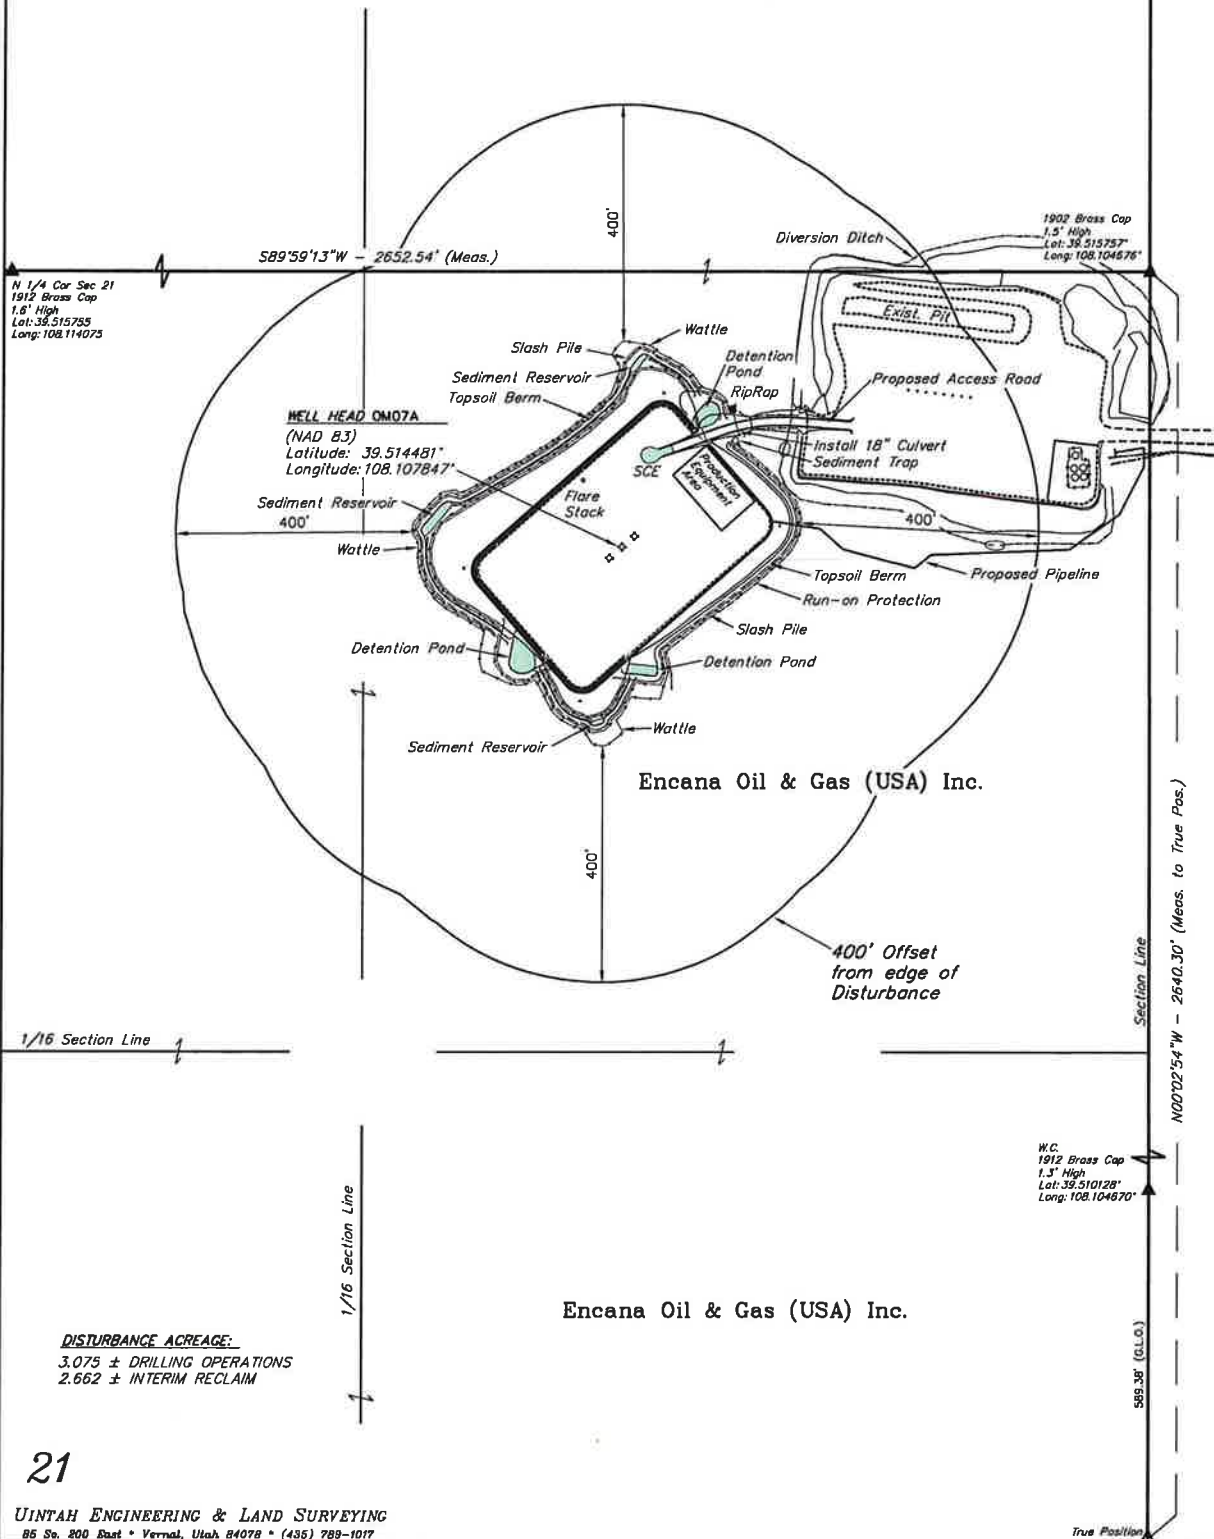 400'
1902 Brass Cap
1.5' High
Lat: 39.515757°
Long: 108.104676°
Diversion Ditch
S89°59'13"W - 2652.54' (Meas.)
N 1/4 Cor Sec 21
1912 Brass Cap
1.6' High
Lat: 39.515755
Long: 108.114075
Exist. Pit
Wattle
Slash Pile
Detention
Pond
Sediment Reservoir
RipRap
Proposed Access Road
Topsoil Berm
WELL HEAD OM07A
(NAD 83)
Latitude: 39.514481°
Longitude: 108.107847°
Install 18" Culvert
Sediment Trap
SCE
Production
Equipment
Area
Flare
Stack
Sediment Reservoir
400'
400'
Wattle
Topsoil Berm
Proposed Pipeline
Run-on Protection
Slash Pile
Detention Pond
Detention Pond
Wattle
Sediment Reservoir
Encana Oil & Gas (USA) Inc.
400'
400' Offset
from edge of
Disturbance
Section Line
N00°02'54"W - 2640.30' (Meas. to True Pos.)
1/16 Section Line
W.C.
1912 Brass Cap
1.3' High
Lat: 39.510128°
Long: 108.104670°
1/16 Section Line
Encana Oil & Gas (USA) Inc.
589.38' (G.L.O.)
DISTURBANCE ACREAGE:
3.075 ± DRILLING OPERATIONS
2.662 ± INTERIM RECLAIM
21
UINTAH ENGINEERING & LAND SURVEYING
85 So. 200 East * Vernal, Utah 84078 * (435) 789-1017
True Position